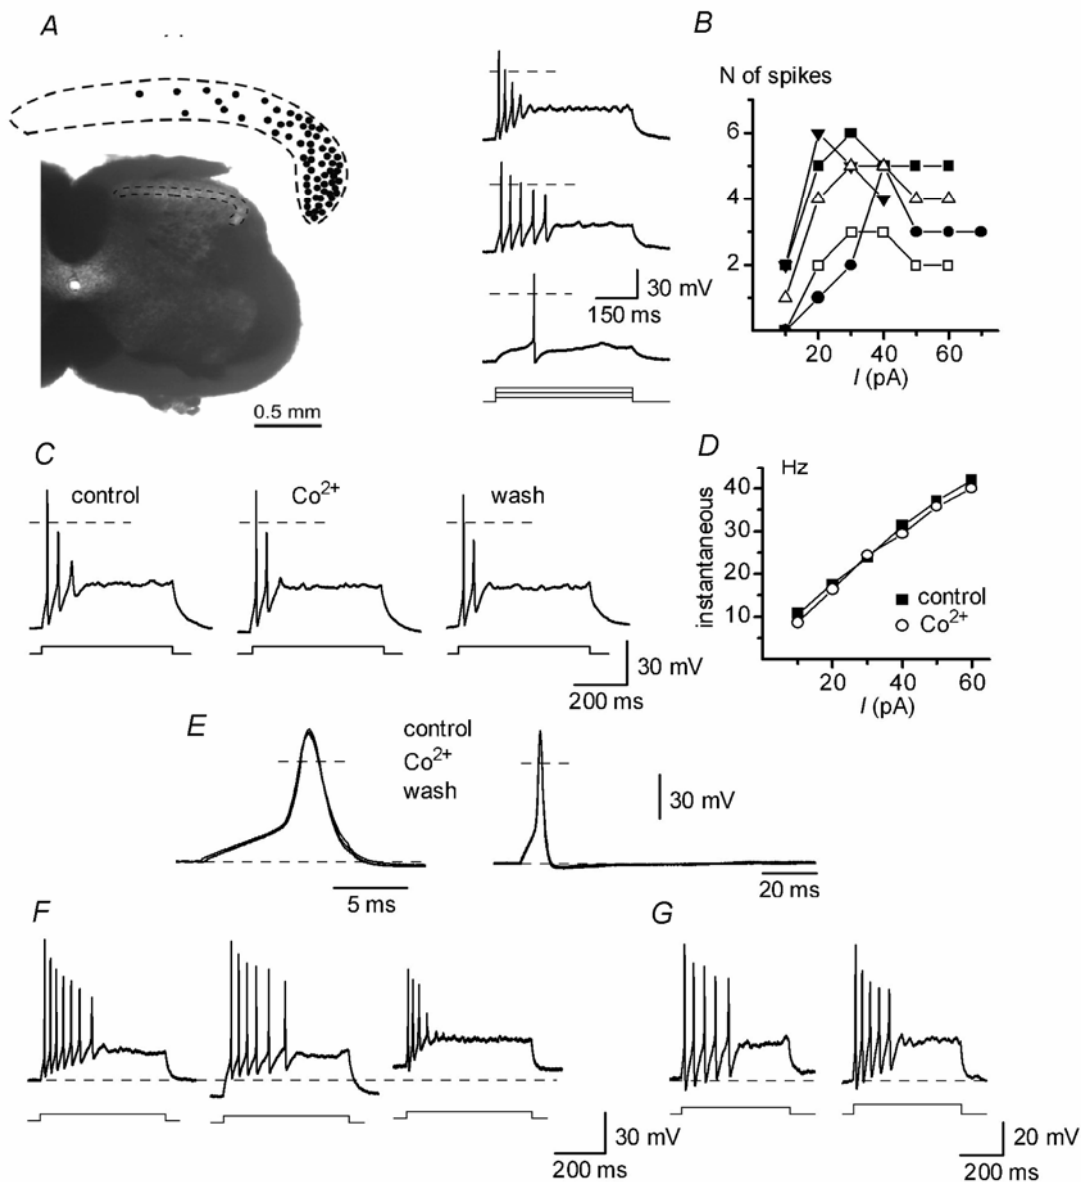 A
B
N of spikes
6
4
2
20 40 60
I (pA)
30 mV
150 ms
0.5 mm
C
control
Co2+
wash
30 mV
200 ms
D
Hz
instantaneous
40
30
20
10
control
Co2+
20 40 60
I (pA)
E
control
Co2+
wash
5 ms
30 mV
20 ms
F
30 mV
200 ms
G
20 mV
200 ms